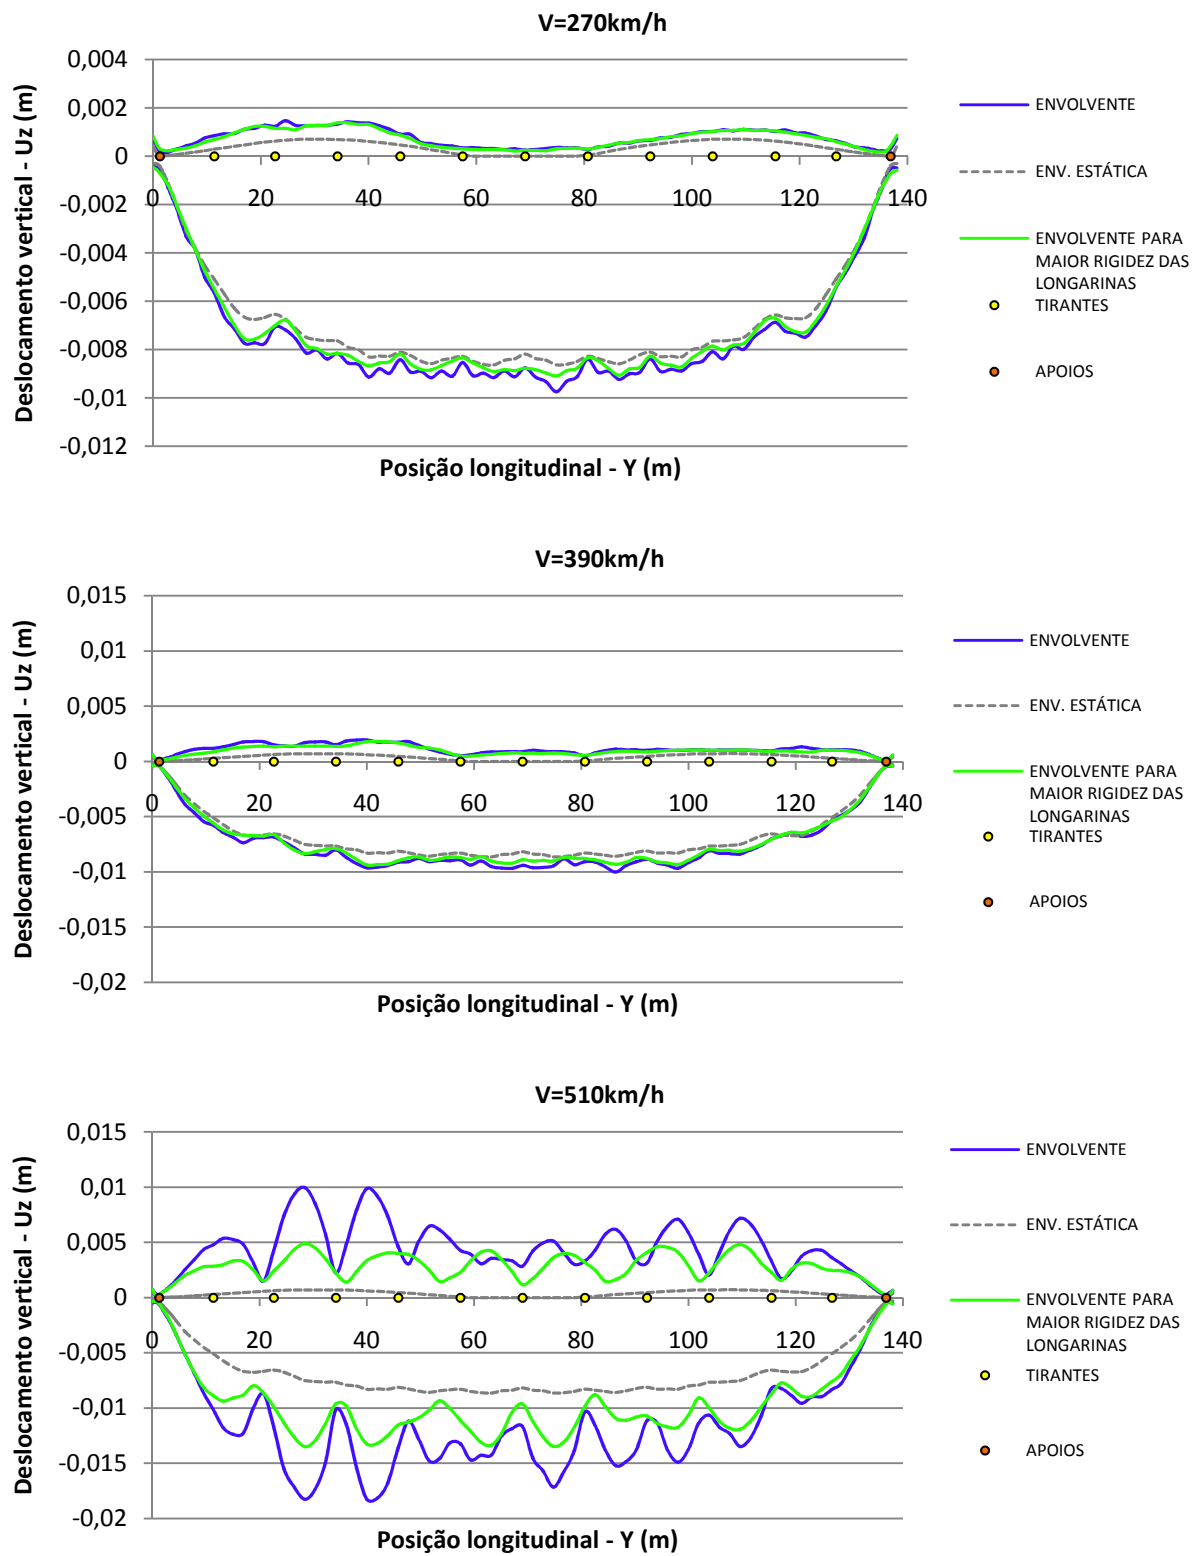 V=270km/h
0,004
0,002
0
-0,002
-0,004
-0,006
-0,008
-0,01
-0,012
0 20 40 60 80 100 120 140
Deslocamento vertical - Uz (m)
Posição longitudinal - Y (m)
ENVOLVENTE
ENV. ESTÁTICA
ENVOLVENTE PARA
MAIOR RIGIDEZ DAS
LONGARINAS
TIRANTES
APOIOS
V=390km/h
0,015
0,01
0,005
0
-0,005
-0,01
-0,015
-0,02
0 20 40 60 80 100 120 140
Deslocamento vertical - Uz (m)
Posição longitudinal - Y (m)
ENVOLVENTE
ENV. ESTÁTICA
ENVOLVENTE PARA
MAIOR RIGIDEZ DAS
LONGARINAS
TIRANTES
APOIOS
V=510km/h
0,015
0,01
0,005
0
-0,005
-0,01
-0,015
-0,02
0 20 40 60 80 100 120 140
Deslocamento vertical - Uz (m)
Posição longitudinal - Y (m)
ENVOLVENTE
ENV. ESTÁTICA
ENVOLVENTE PARA
MAIOR RIGIDEZ DAS
LONGARINAS
TIRANTES
APOIOS